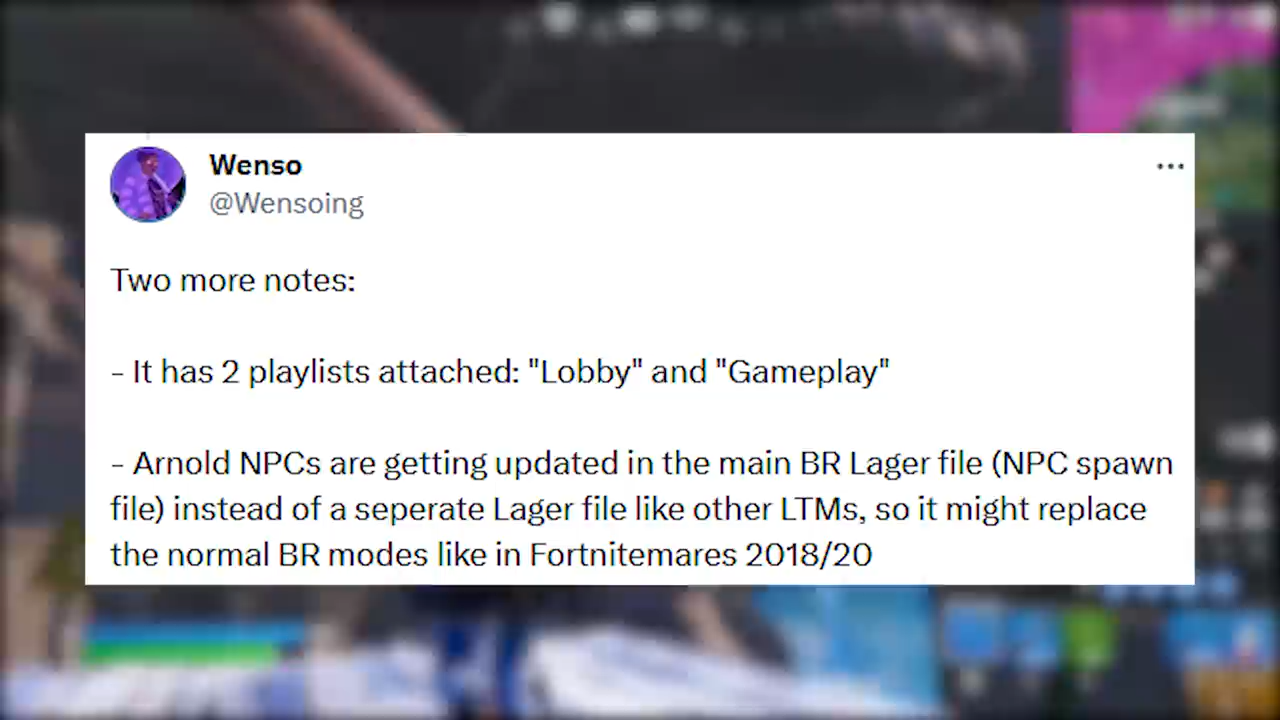 Wenso
@Wensoing
Two more notes:
- It has 2 playlists attached: "Lobby" and "Gameplay"
- Arnold NPCs are getting updated in the main BR Lager file (NPC spawn
file) instead of a seperate Lager file like other LTMs, so it might replace
the normal BR modes like in Fortnitemares 2018/20